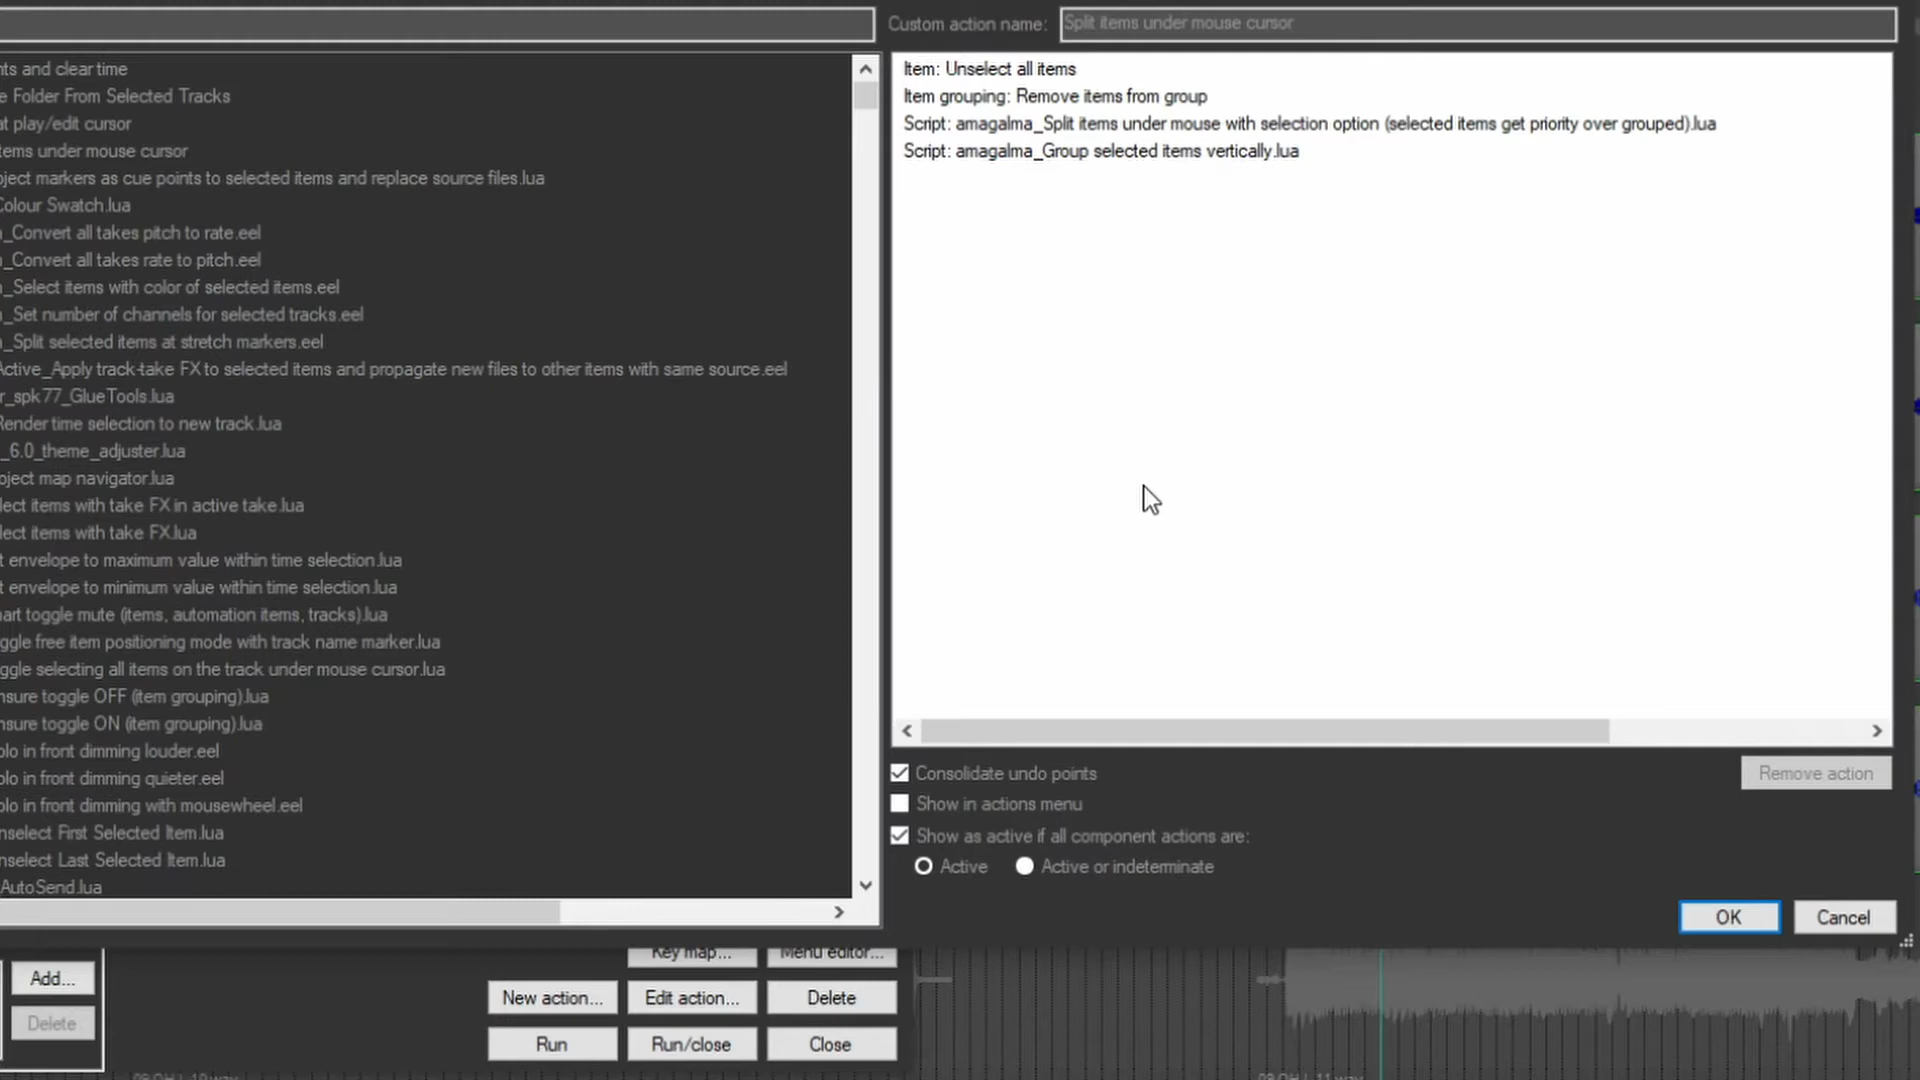 Custom action name: Split items under mouse cursor
nts and clear time
e Folder From Selected Tracks
at play/edit cursor
tems under mouse cursor
oject markers as cue points to selected items and replace source files.lua
Colour Swatch.lua
_Convert all takes pitch to rate.eel
_Convert all takes rate to pitch.eel
_Select items with color of selected items.eel
_Set number of channels for selected tracks.eel
_Split selected items at stretch markers.eel
Active_Apply track-take FX to selected items and propagate new files to other items with same source.eel
r_spk77_GlueTools.lua
Render time selection to new track.lua
_6.0_theme_adjuster.lua
oject map navigator.lua
lect items with take FX in active take.lua
lect items with take FX.lua
t envelope to maximum value within time selection.lua
t envelope to minimum value within time selection.lua
art toggle mute (items, automation items, tracks).lua
ggle free item positioning mode with track name marker.lua
ggle selecting all items on the track under mouse cursor.lua
nsure toggle OFF (item grouping).lua
nsure toggle ON (item grouping).lua
olo in front dimming louder.eel
olo in front dimming quieter.eel
olo in front dimming with mousewheel.eel
nselect First Selected Item.lua
nselect Last Selected Item.lua
AutoSend.lua
Item: Unselect all items
Item grouping: Remove items from group
Script: amagalma_Split items under mouse with selection option (selected items get priority over grouped).lua
Script: amagalma_Group selected items vertically.lua
Consolidate undo points
Remove action
Show in actions menu
Show as active if all component actions are:
Active Active or indeterminate
OK Cancel
Key map... Menu editor...
Add...
New action... Edit action... Delete
Delete
Run Run/close Close